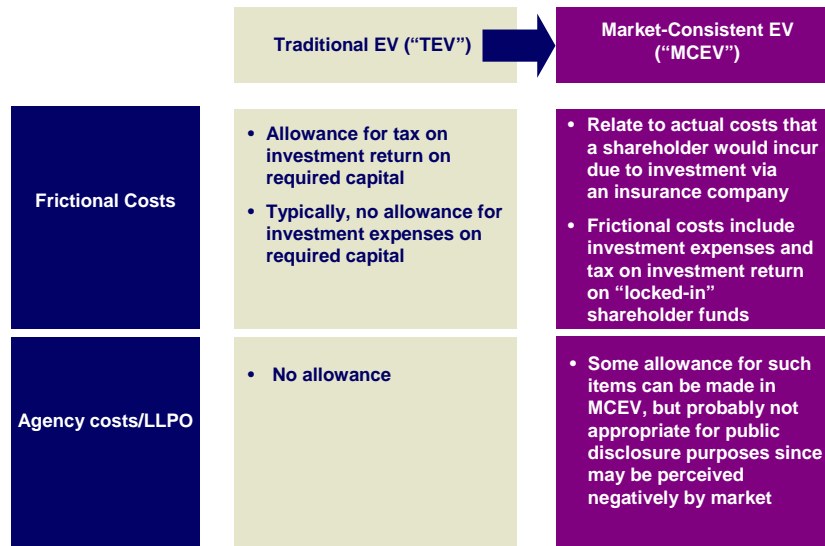 Traditional EV (“TEV”)
Market-Consistent EV
(“MCEV”)
Frictional Costs
• Allowance for tax on
investment return on
required capital
• Typically, no allowance for
investment expenses on
required capital
• Relate to actual costs that
a shareholder would incur
due to investment via
an insurance company
• Frictional costs include
investment expenses and
tax on investment return
on “locked-in”
shareholder funds
Agency costs/LLPO
• No allowance
• Some allowance for such
items can be made in
MCEV, but probably not
appropriate for public
disclosure purposes since
may be perceived
negatively by market